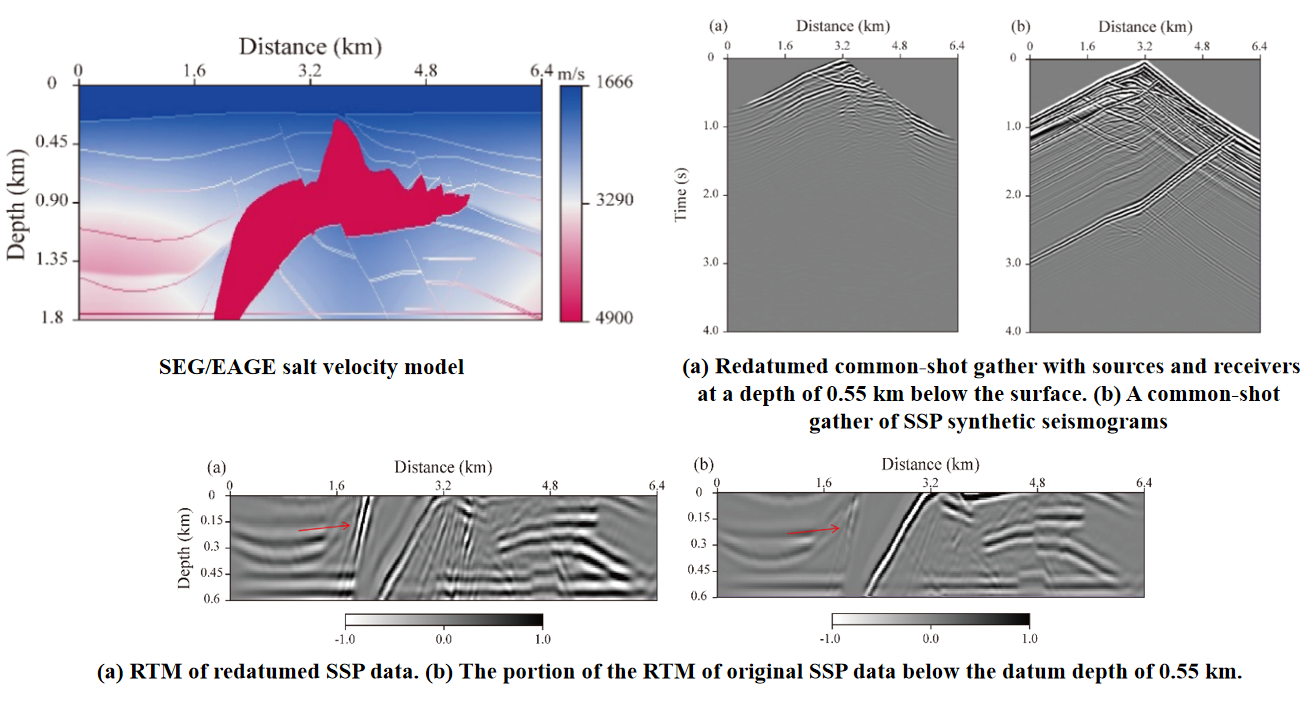 Distance (km)
0 1.6 3.2 4.8 6.4 m/s 1666
0
0.45
0.90
1.35
1.8
Depth (km)
3290
4900
SEG/EAGE salt velocity model
(a) Distance (km)
0 1.6 3.2 4.8 6.4
0
1.0
2.0
3.0
4.0
Time (s)
(b) Distance (km)
0 1.6 3.2 4.8 6.4
0
1.0
2.0
3.0
4.0
(a) Redatumed common-shot gather with sources and receivers
at a depth of 0.55 km below the surface. (b) A common-shot
gather of SSP synthetic seismograms
(a) Distance (km)
0 1.6 3.2 4.8 6.4
0
0.15
0.3
0.45
0.6
Depth (km)
-1.0 0.0 1.0
(b) Distance (km)
0 1.6 3.2 4.8 6.4
0
0.15
0.3
0.45
0.6
-1.0 0.0 1.0
(a) RTM of redatumed SSP data. (b) The portion of the RTM of original SSP data below the datum depth of 0.55 km.